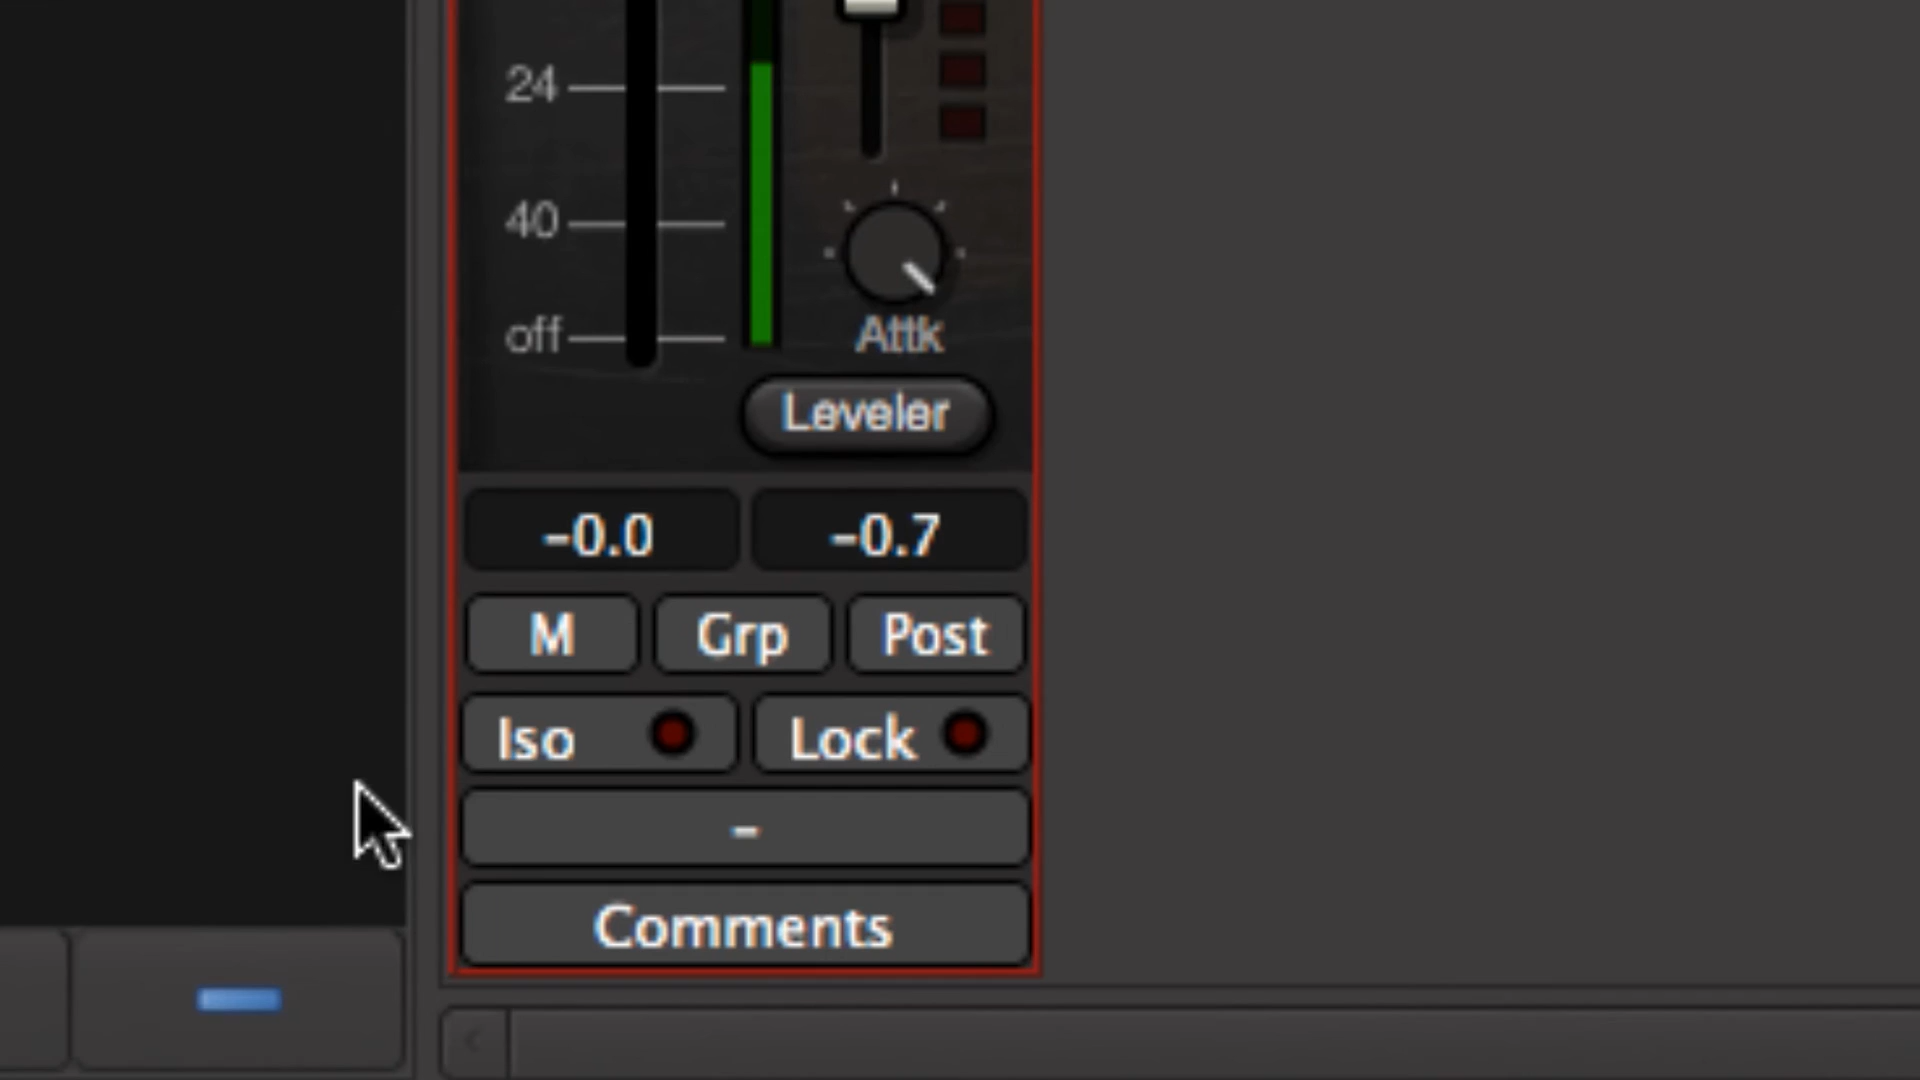 24
40
off
Attk
Leveler
-0.0 -0.7
M Grp Post
Iso Lock
-
Comments